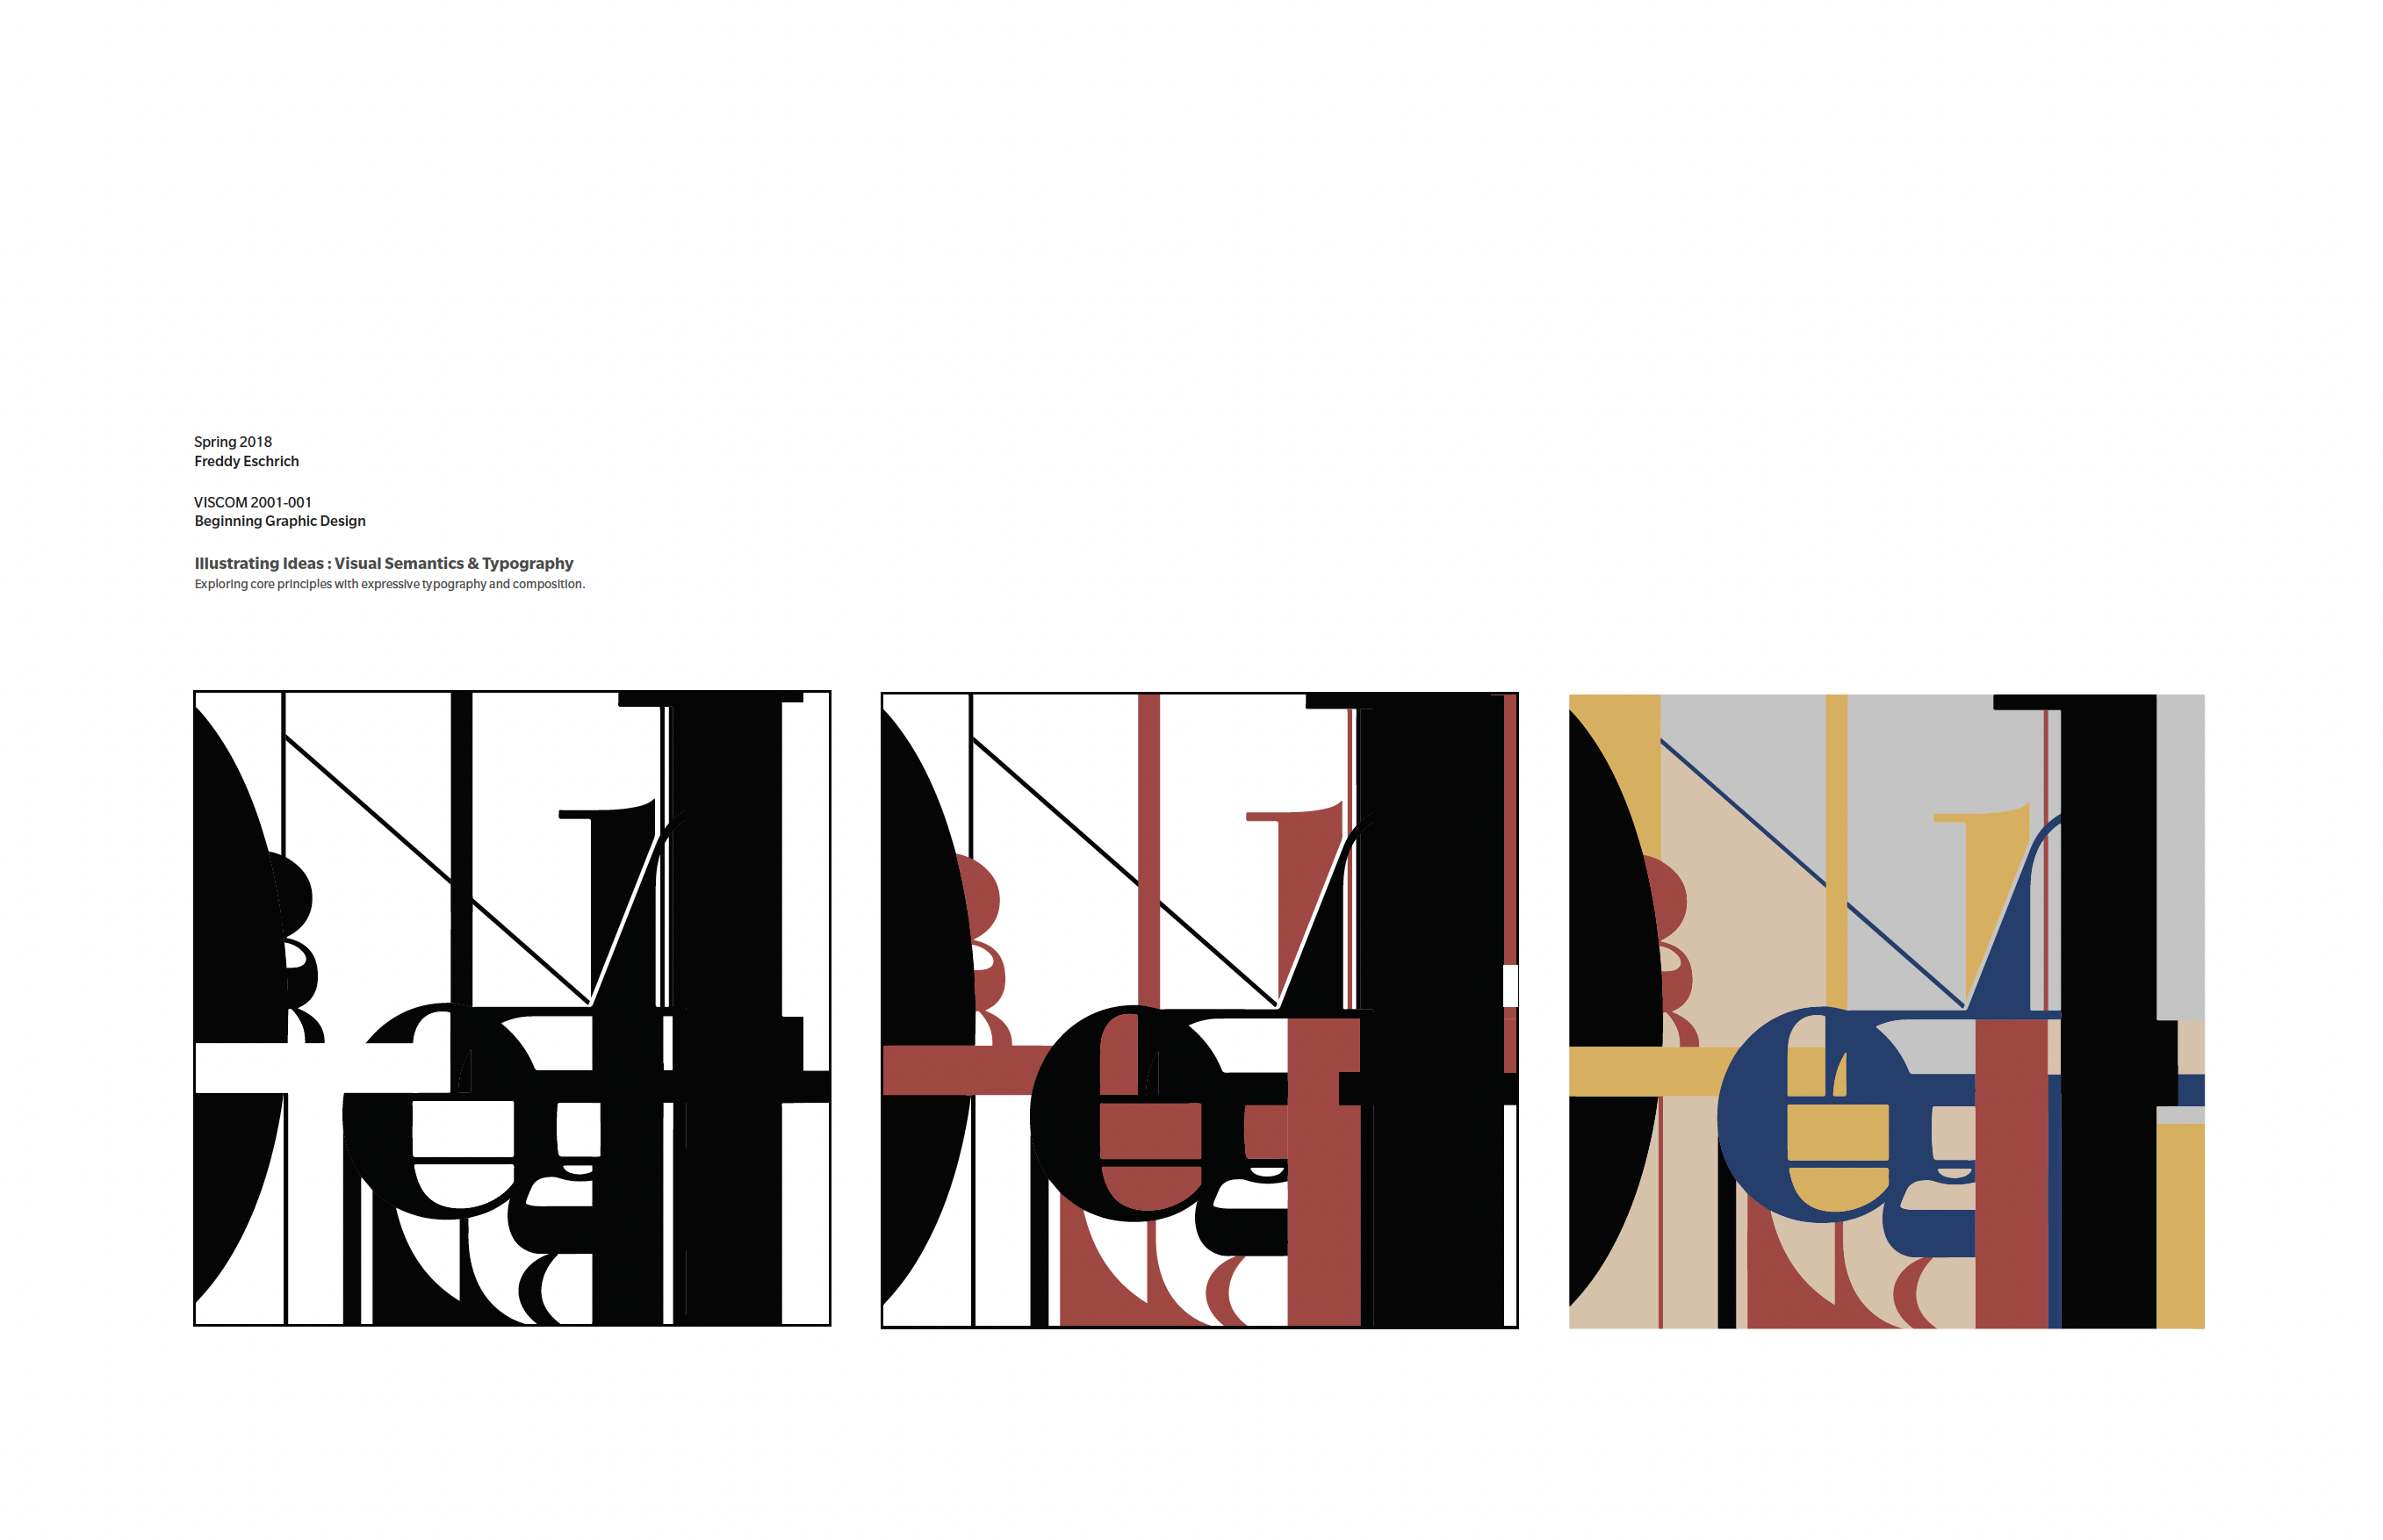 Spring 2018
Freddy Eschrich
VISCOM 2001-001
Beginning Graphic Design
Illustrating Ideas : Visual Semantics & Typography
Exploring core principles with expressive typography and composition.